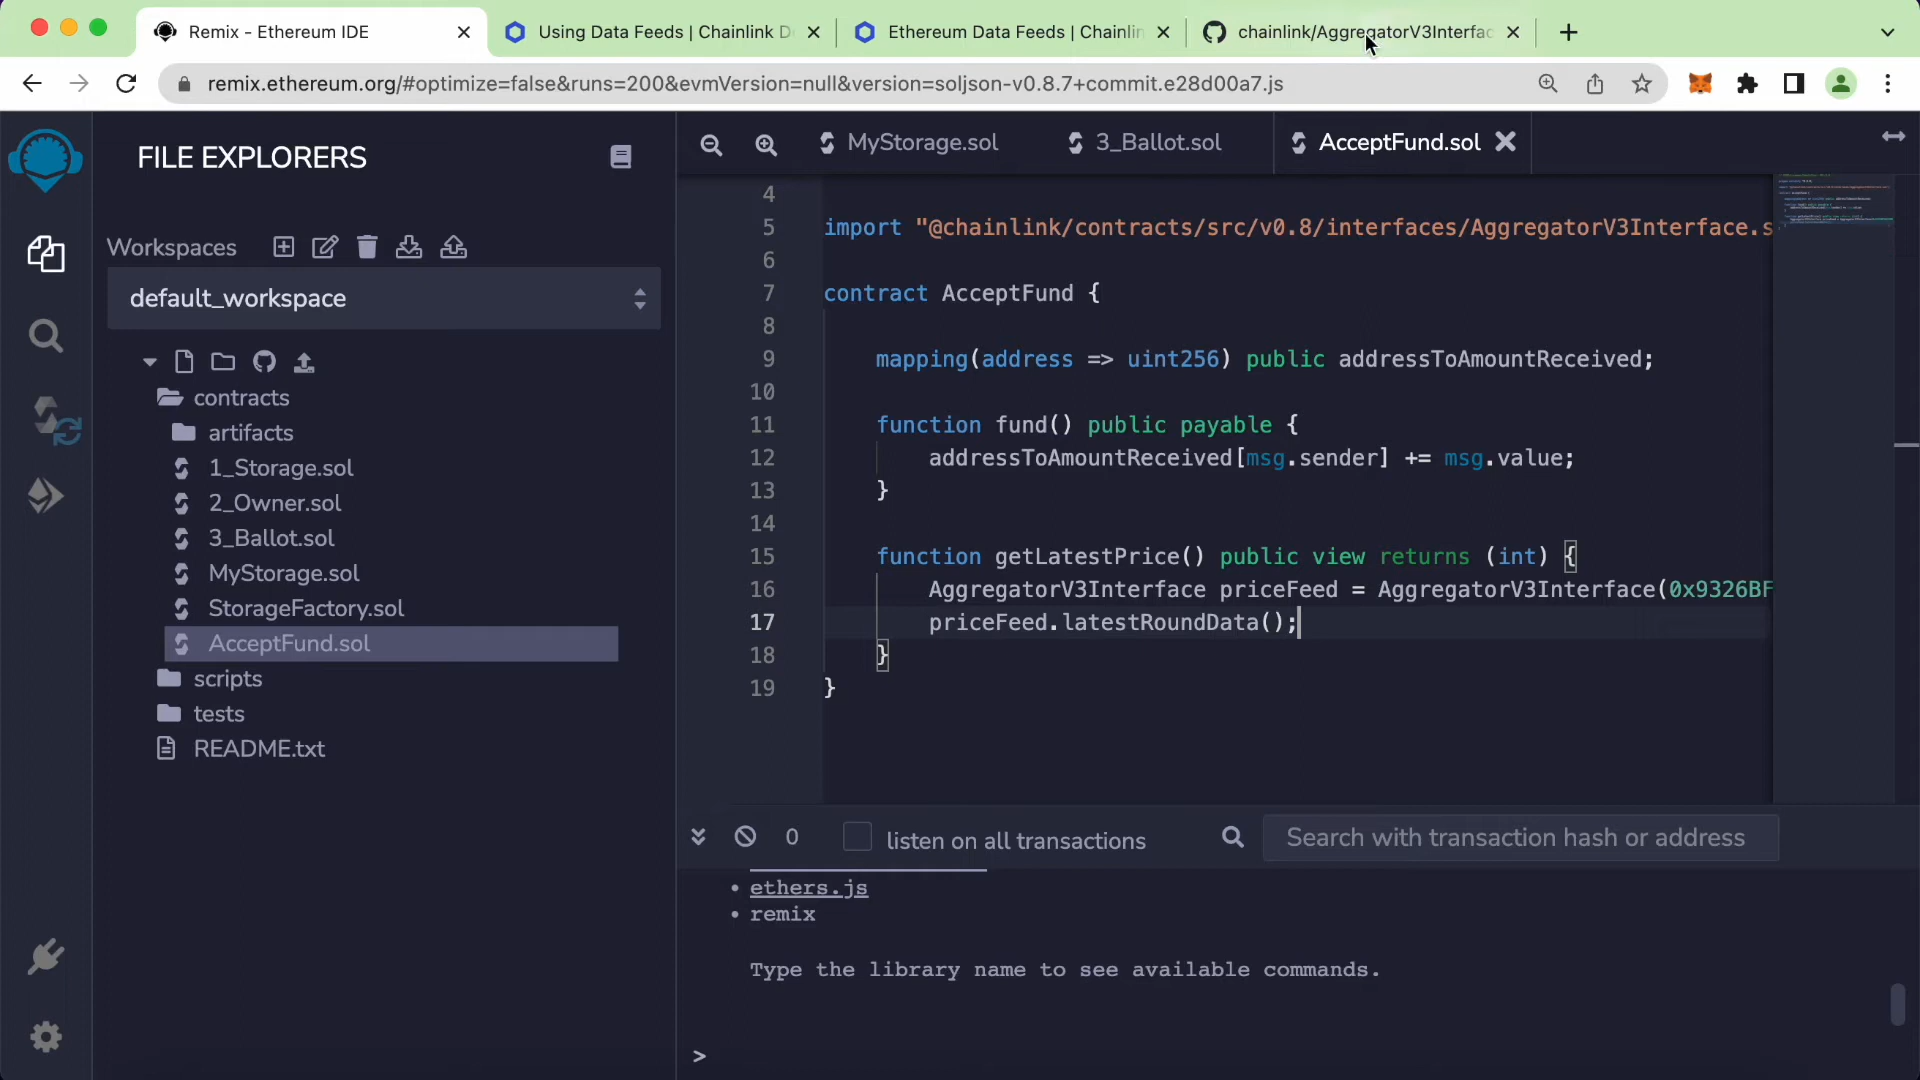 Remix - Ethereum IDE
Using Data Feeds | Chainlink D
Ethereum Data Feeds | Chainlin
chainlink/AggregatorV3Interfac
remix.ethereum.org/#optimize=false&runs=200&evmVersion=null&version=soljson-v0.8.7+commit.e28d00a7.js
FILE EXPLORERS
MyStorage.sol
3_Ballot.sol
AcceptFund.sol
Workspaces
default_workspace
contracts
artifacts
1_Storage.sol
2_Owner.sol
3_Ballot.sol
MyStorage.sol
StorageFactory.sol
AcceptFund.sol
scripts
tests
README.txt
4
5 import "@chainlink/contracts/src/v0.8/interfaces/AggregatorV3Interface.s
6
7 contract AcceptFund {
8
9 mapping(address => uint256) public addressToAmountReceived;
10
11 function fund() public payable {
12 addressToAmountReceived[msg.sender] += msg.value;
13 }
14
15 function getLatestPrice() public view returns (int) {
16 AggregatorV3Interface priceFeed = AggregatorV3Interface(0x9326BF
17 priceFeed.latestRoundData();
18 }
19 }
0
listen on all transactions
Search with transaction hash or address
• ethers.js
• remix
Type the library name to see available commands.
>